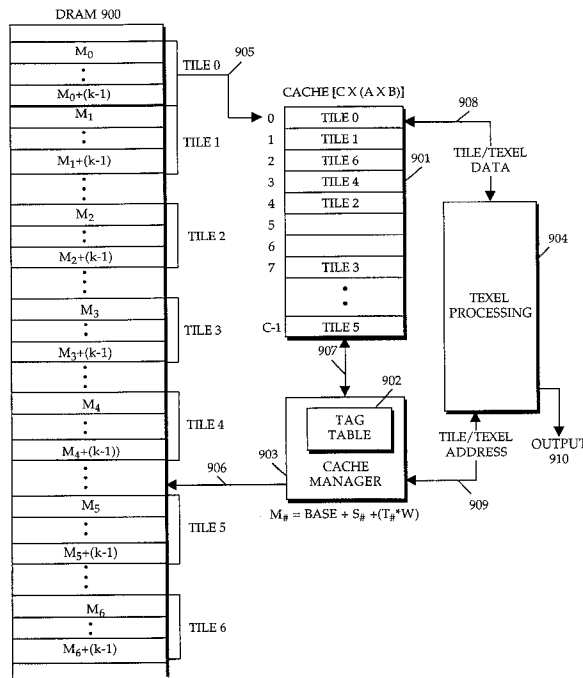 DRAM 900
M0
M0+(k-1)
TILE 0
905
M1
M1+(k-1)
TILE 1
M2
M2+(k-1)
TILE 2
M3
M3+(k-1)
TILE 3
M4
M4+(k-1))
TILE 4
M5
M5+(k-1)
TILE 5
M6
M6+(k-1)
TILE 6
CACHE [C X (A X B)]
0 TILE 0
1 TILE 1
2 TILE 6
3 TILE 4
4 TILE 2
5
6
7 TILE 3
C-1 TILE 5
901
908
TILE/TEXEL
DATA
904
TEXEL
PROCESSING
907
902
TAG
TABLE
903
CACHE
MANAGER
906
TILE/TEXEL
ADDRESS
909
OUTPUT
910
M# = BASE + S# +(T#*W)